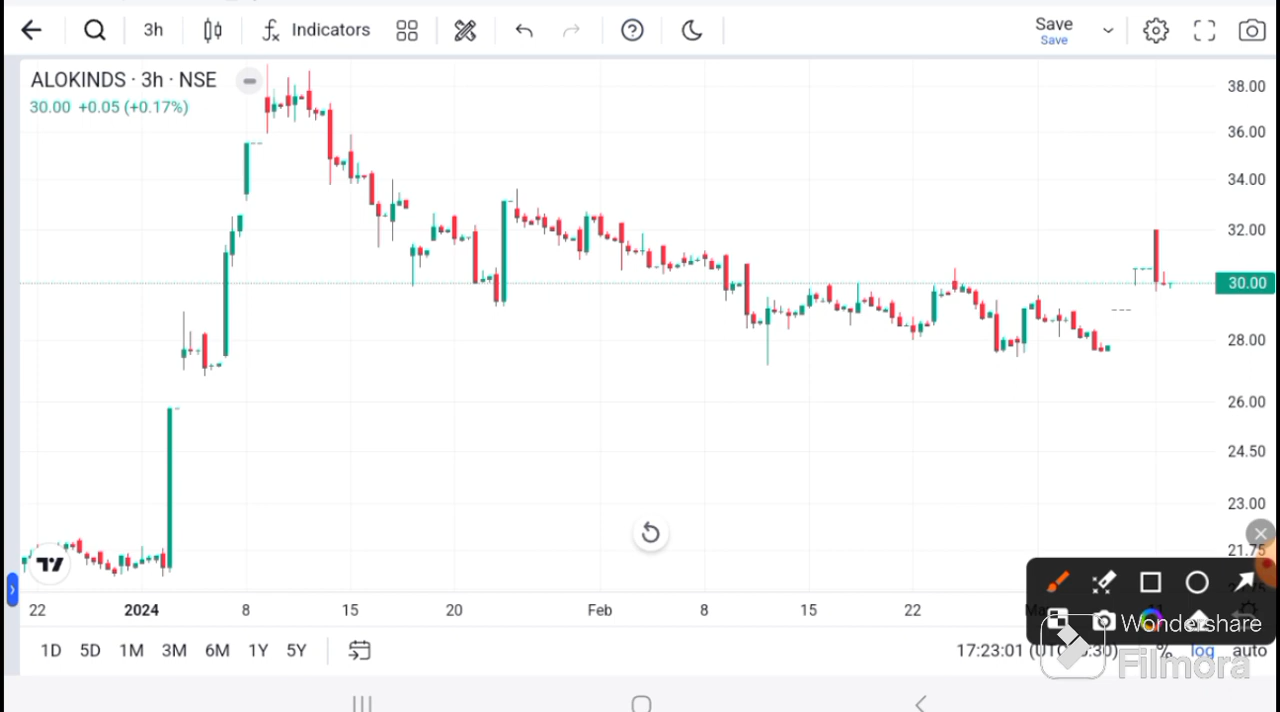 3h Indicators Save
Save
ALOKINDS · 3h · NSE
30.00 +0.05 (+0.17%)
38.00
36.00
34.00
32.00
30.00
28.00
26.00
24.50
23.00
21.75
22 2024 8 15 20 Feb 8 15 22
Wondershare
Filmora
1D 5D 1M 3M 6M 1Y 5Y 17:23:01 % log auto